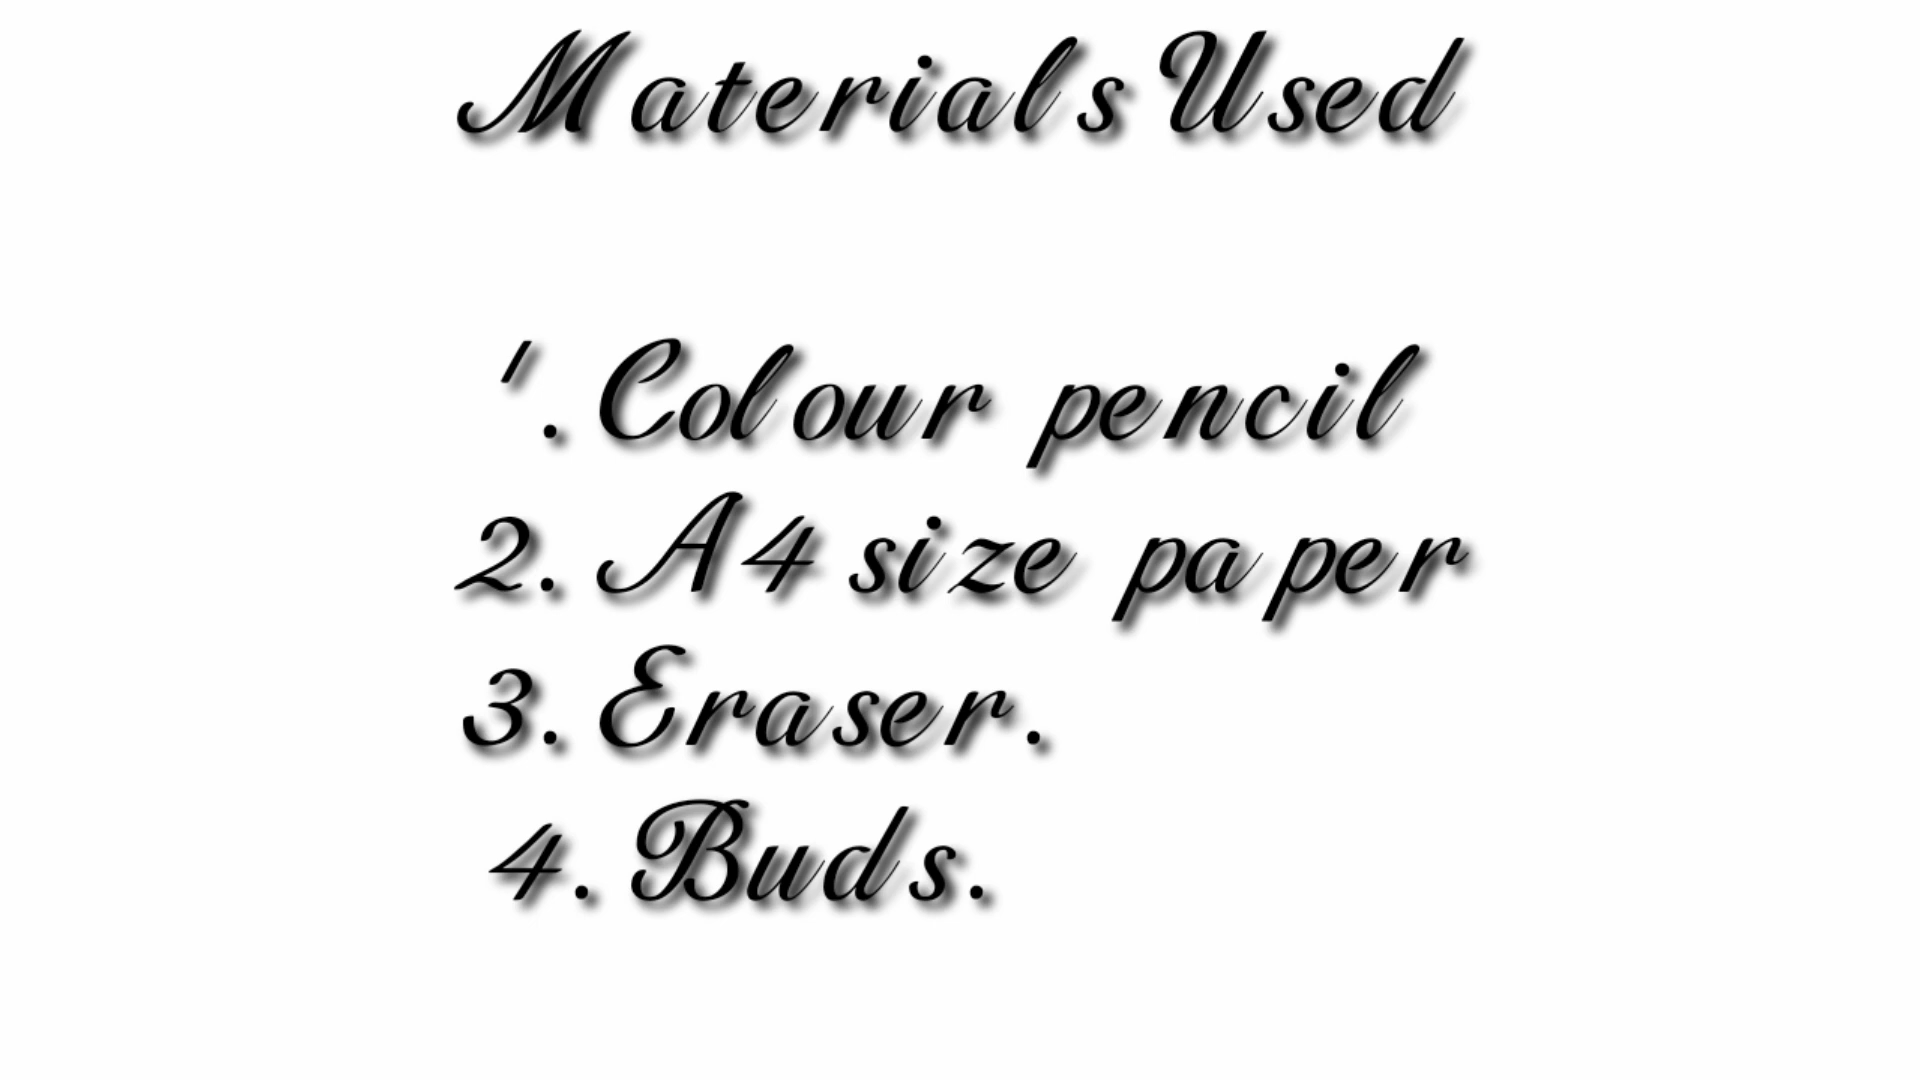 Materials Used
'.Colour pencil
2. A4 size paper
3. Eraser.
4. Buds.